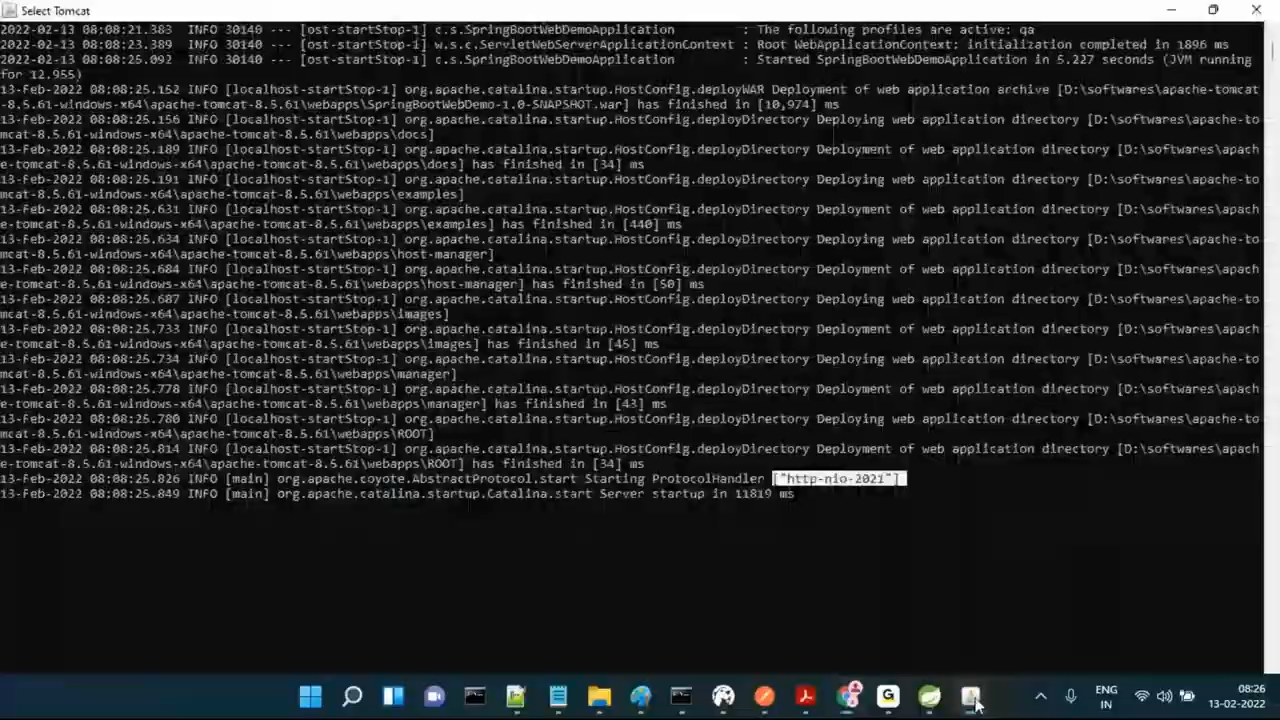 Select Tomcat
2022-02-13 08:08:21.383  INFO 30140 --- [ost-startStop-1] c.s.SpringBootWebDemoApplication         : The following profiles are active: qa
2022-02-13 08:08:23.389  INFO 30140 --- [ost-startStop-1] w.s.c.ServletWebServerApplicationContext : Root WebApplicationContext: initialization completed in 1896 ms
2022-02-13 08:08:25.092  INFO 30140 --- [ost-startStop-1] c.s.SpringBootWebDemoApplication         : Started SpringBootWebDemoApplication in 5.227 seconds (JVM running
for 12.955)
13-Feb-2022 08:08:25.152 INFO [localhost-startStop-1] org.apache.catalina.startup.HostConfig.deployWAR Deployment of web application archive [D:\softwares\apache-tomcat
-8.5.61-windows-x64\apache-tomcat-8.5.61\webapps\SpringBootWebDemo-1.0-SNAPSHOT.war] has finished in [10,974] ms
13-Feb-2022 08:08:25.156 INFO [localhost-startStop-1] org.apache.catalina.startup.HostConfig.deployDirectory Deploying web application directory [D:\softwares\apache-to
mcat-8.5.61-windows-x64\apache-tomcat-8.5.61\webapps\docs]
13-Feb-2022 08:08:25.189 INFO [localhost-startStop-1] org.apache.catalina.startup.HostConfig.deployDirectory Deployment of web application directory [D:\softwares\apach
e-tomcat-8.5.61-windows-x64\apache-tomcat-8.5.61\webapps\docs] has finished in [34] ms
13-Feb-2022 08:08:25.191 INFO [localhost-startStop-1] org.apache.catalina.startup.HostConfig.deployDirectory Deploying web application directory [D:\softwares\apache-to
mcat-8.5.61-windows-x64\apache-tomcat-8.5.61\webapps\examples]
13-Feb-2022 08:08:25.631 INFO [localhost-startStop-1] org.apache.catalina.startup.HostConfig.deployDirectory Deployment of web application directory [D:\softwares\apach
e-tomcat-8.5.61-windows-x64\apache-tomcat-8.5.61\webapps\examples] has finished in [440] ms
13-Feb-2022 08:08:25.634 INFO [localhost-startStop-1] org.apache.catalina.startup.HostConfig.deployDirectory Deploying web application directory [D:\softwares\apache-to
mcat-8.5.61-windows-x64\apache-tomcat-8.5.61\webapps\host-manager]
13-Feb-2022 08:08:25.684 INFO [localhost-startStop-1] org.apache.catalina.startup.HostConfig.deployDirectory Deployment of web application directory [D:\softwares\apach
e-tomcat-8.5.61-windows-x64\apache-tomcat-8.5.61\webapps\host-manager] has finished in [50] ms
13-Feb-2022 08:08:25.687 INFO [localhost-startStop-1] org.apache.catalina.startup.HostConfig.deployDirectory Deploying web application directory [D:\softwares\apache-to
mcat-8.5.61-windows-x64\apache-tomcat-8.5.61\webapps\images]
13-Feb-2022 08:08:25.733 INFO [localhost-startStop-1] org.apache.catalina.startup.HostConfig.deployDirectory Deployment of web application directory [D:\softwares\apach
e-tomcat-8.5.61-windows-x64\apache-tomcat-8.5.61\webapps\images] has finished in [45] ms
13-Feb-2022 08:08:25.734 INFO [localhost-startStop-1] org.apache.catalina.startup.HostConfig.deployDirectory Deploying web application directory [D:\softwares\apache-to
mcat-8.5.61-windows-x64\apache-tomcat-8.5.61\webapps\manager]
13-Feb-2022 08:08:25.778 INFO [localhost-startStop-1] org.apache.catalina.startup.HostConfig.deployDirectory Deployment of web application directory [D:\softwares\apach
e-tomcat-8.5.61-windows-x64\apache-tomcat-8.5.61\webapps\manager] has finished in [43] ms
13-Feb-2022 08:08:25.780 INFO [localhost-startStop-1] org.apache.catalina.startup.HostConfig.deployDirectory Deploying web application directory [D:\softwares\apache-to
mcat-8.5.61-windows-x64\apache-tomcat-8.5.61\webapps\ROOT]
13-Feb-2022 08:08:25.814 INFO [localhost-startStop-1] org.apache.catalina.startup.HostConfig.deployDirectory Deployment of web application directory [D:\softwares\apach
e-tomcat-8.5.61-windows-x64\apache-tomcat-8.5.61\webapps\ROOT] has finished in [34] ms
13-Feb-2022 08:08:25.826 INFO [main] org.apache.coyote.AbstractProtocol.start Starting ProtocolHandler ["http-nio-2021"]
13-Feb-2022 08:08:25.849 INFO [main] org.apache.catalina.startup.Catalina.start Server startup in 11819 ms
G
ENG
IN
08:26
13-02-2022